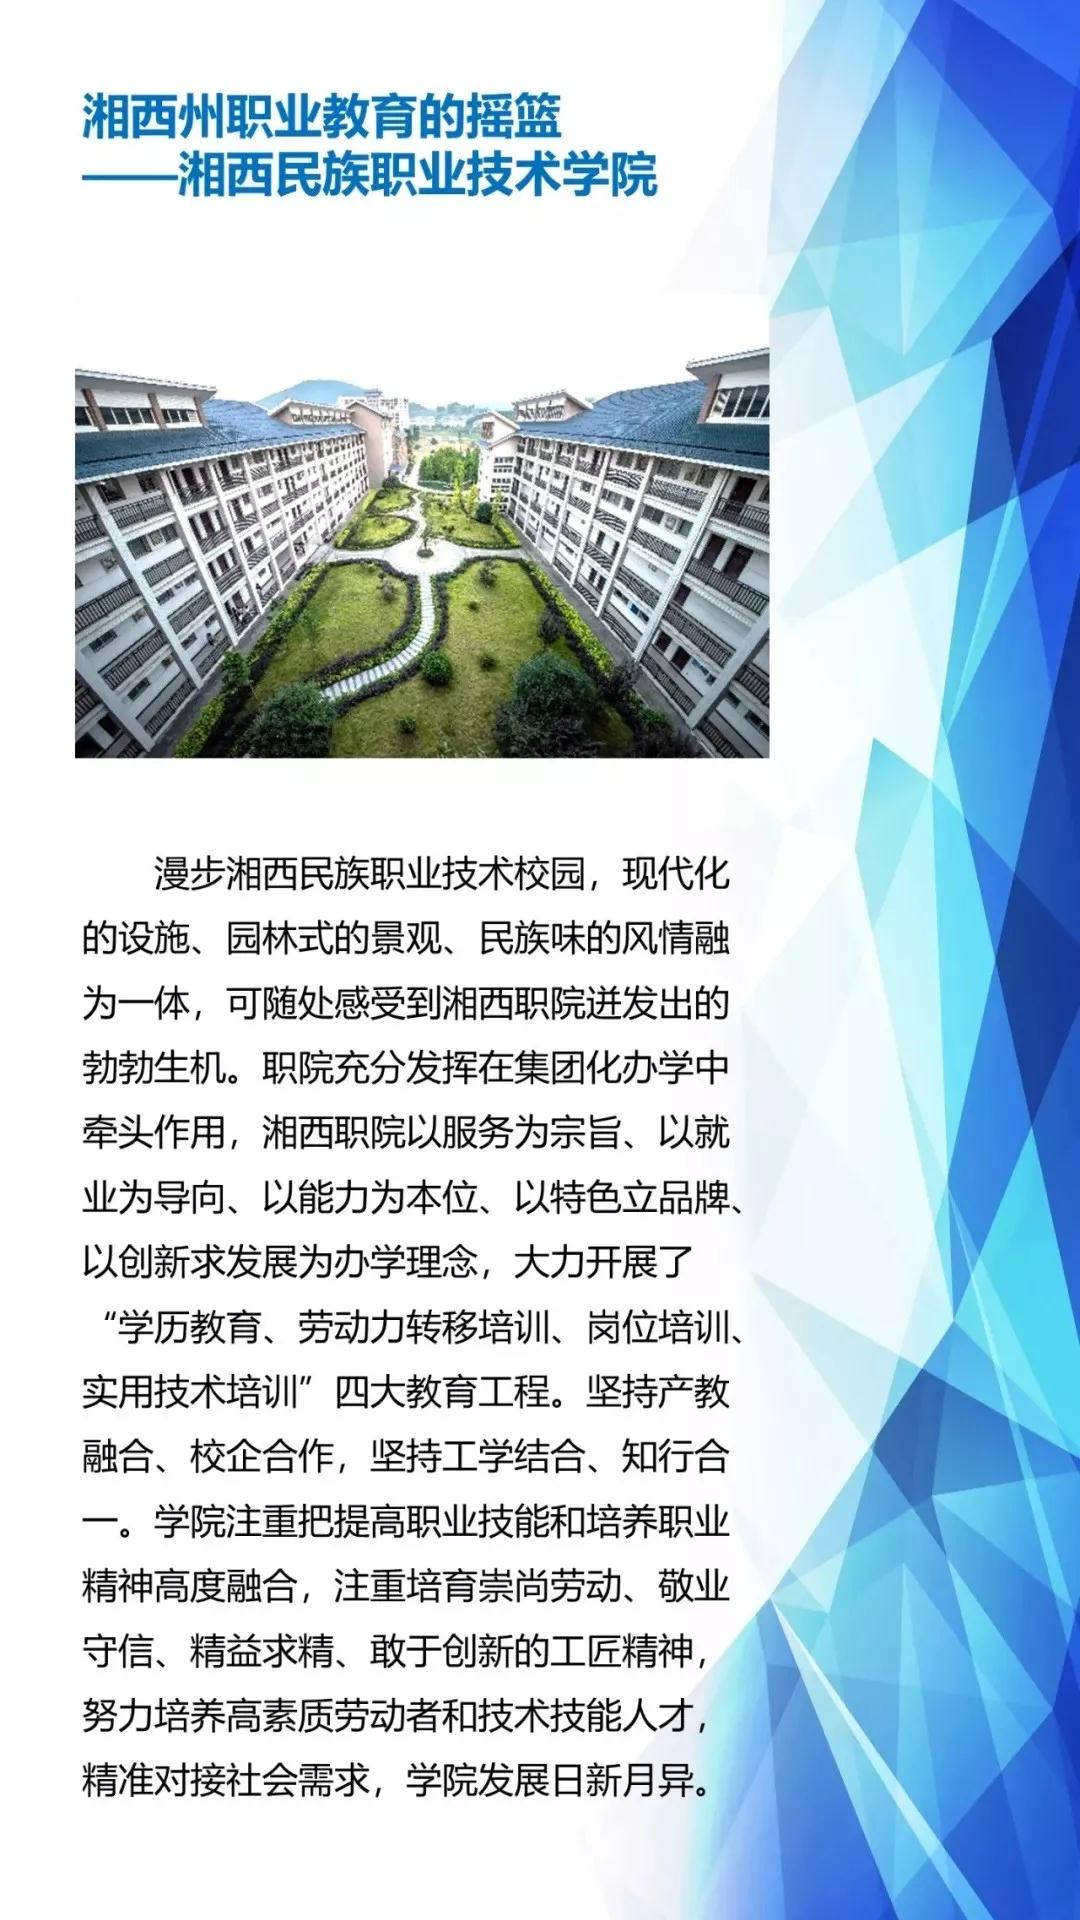 湘西州职业教育的摇篮
——湘西民族职业技术学院
漫步湘西民族职业技术校园，现代化
的设施、园林式的景观、民族味的风情融
为一体，可随处感受到湘西职院迸发出的
勃勃生机。职院充分发挥在集团化办学中
牵头作用，湘西职院以服务为宗旨、以就
业为导向、以能力为本位、以特色立品牌、
以创新求发展为办学理念，大力开展了
“学历教育、劳动力转移培训、岗位培训、
实用技术培训”四大教育工程。坚持产教
融合、校企合作，坚持工学结合、知行合
一。学院注重把提高职业技能和培养职业
精神高度融合，注重培育崇尚劳动、敬业
守信、精益求精、敢于创新的工匠精神，
努力培养高素质劳动者和技术技能人才，
精准对接社会需求，学院发展日新月异。